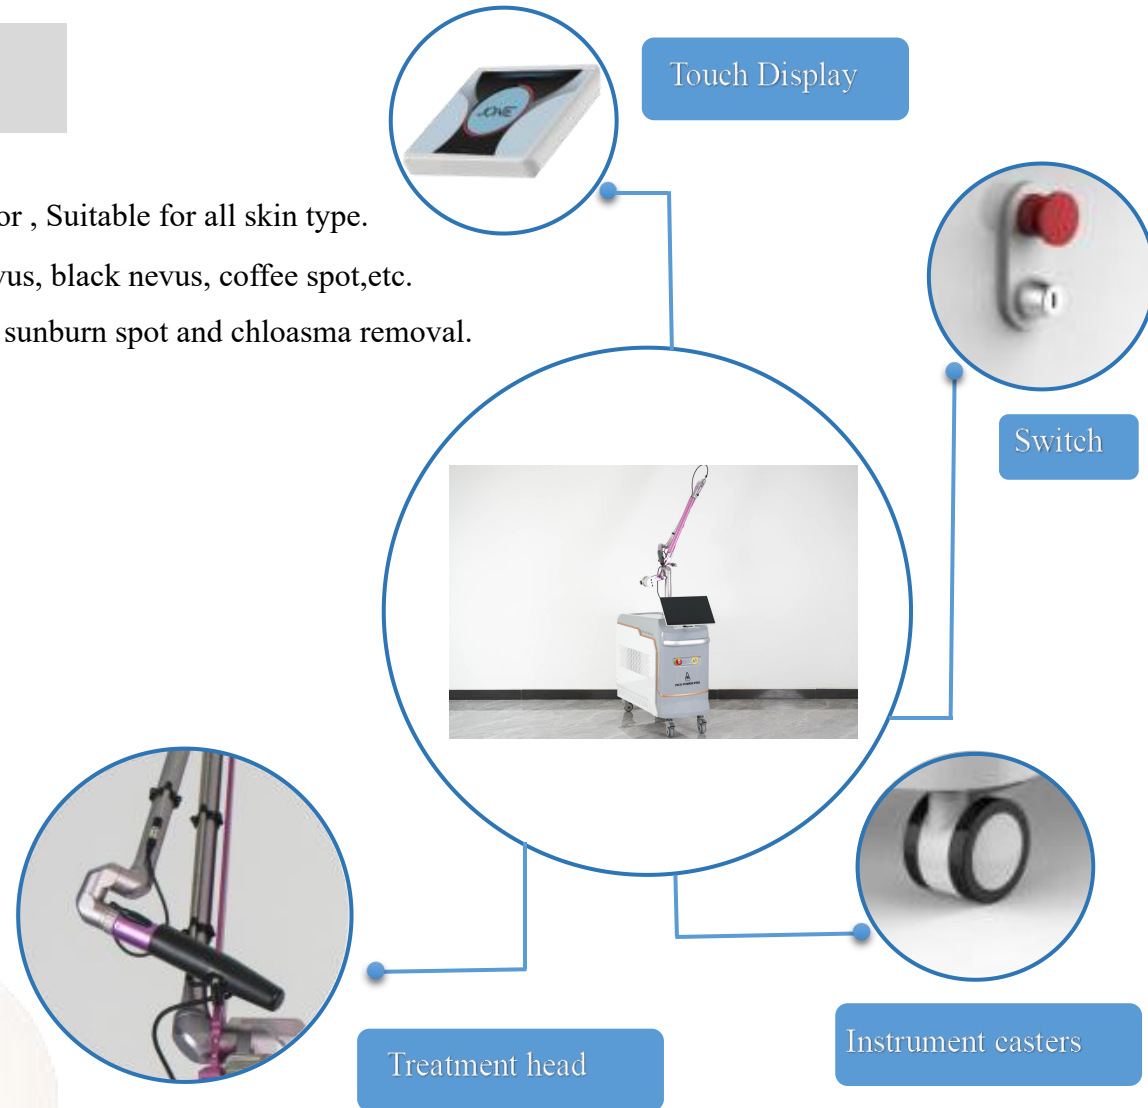 Touch Display
or , Suitable for all skin type.
vus, black nevus, coffee spot,etc.
sunburn spot and chloasma removal.
Switch
Instrument casters
Treatment head